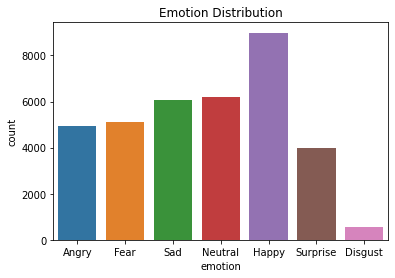 Emotion Distribution
count
8000
6000
4000
2000
0
Angry Fear Sad Neutral Happy Surprise Disgust
emotion